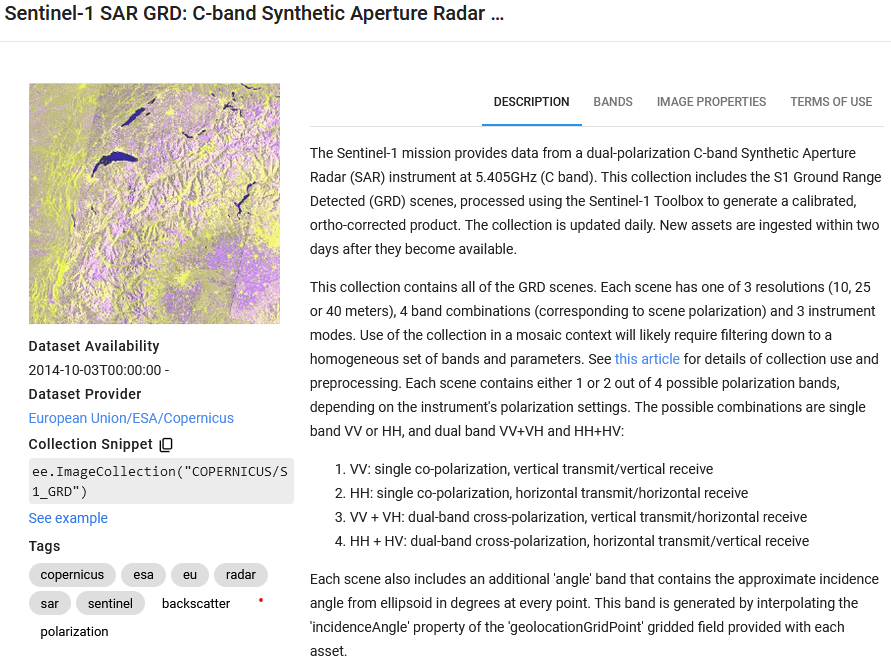 Sentinel-1 SAR GRD: C-band Synthetic Aperture Radar ...
DESCRIPTION BANDS IMAGE PROPERTIES TERMS OF USE
Dataset Availability
2014-10-03T00:00:00 -
Dataset Provider
European Union/ESA/Copernicus
Collection Snippet
ee.ImageCollection("COPERNICUS/S
1_GRD")
See example
Tags
copernicus esa eu radar
sar sentinel backscatter
polarization
The Sentinel-1 mission provides data from a dual-polarization C-band Synthetic Aperture
Radar (SAR) instrument at 5.405GHz (C band). This collection includes the S1 Ground Range
Detected (GRD) scenes, processed using the Sentinel-1 Toolbox to generate a calibrated,
ortho-corrected product. The collection is updated daily. New assets are ingested within two
days after they become available.
This collection contains all of the GRD scenes. Each scene has one of 3 resolutions (10, 25
or 40 meters), 4 band combinations (corresponding to scene polarization) and 3 instrument
modes. Use of the collection in a mosaic context will likely require filtering down to a
homogeneous set of bands and parameters. See this article for details of collection use and
preprocessing. Each scene contains either 1 or 2 out of 4 possible polarization bands,
depending on the instrument's polarization settings. The possible combinations are single
band VV or HH, and dual band VV+VH and HH+HV:
1. VV: single co-polarization, vertical transmit/vertical receive
2. HH: single co-polarization, horizontal transmit/horizontal receive
3. VV + VH: dual-band cross-polarization, vertical transmit/horizontal receive
4. HH + HV: dual-band cross-polarization, horizontal transmit/vertical receive
Each scene also includes an additional 'angle' band that contains the approximate incidence
angle from ellipsoid in degrees at every point. This band is generated by interpolating the
'incidenceAngle' property of the 'geolocationGridPoint' gridded field provided with each
asset.